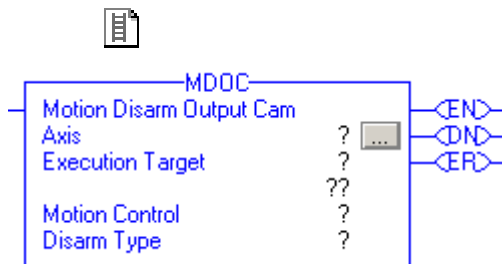 MDOC
Motion Disarm Output Cam
Axis ? ...
Execution Target ?
??
Motion Control ?
Disarm Type ?
EN
DN
ER